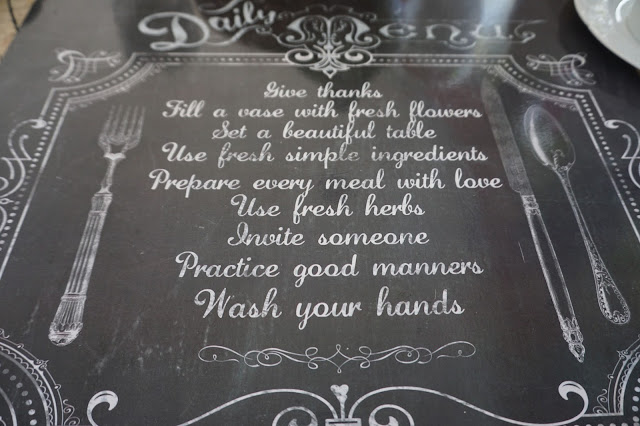 Daily Menu
Give thanks
Fill a vase with fresh flowers
Set a beautiful table
Use fresh simple ingredients
Prepare every meal with love
Use fresh herbs
Invite someone
Practice good manners
Wash your hands